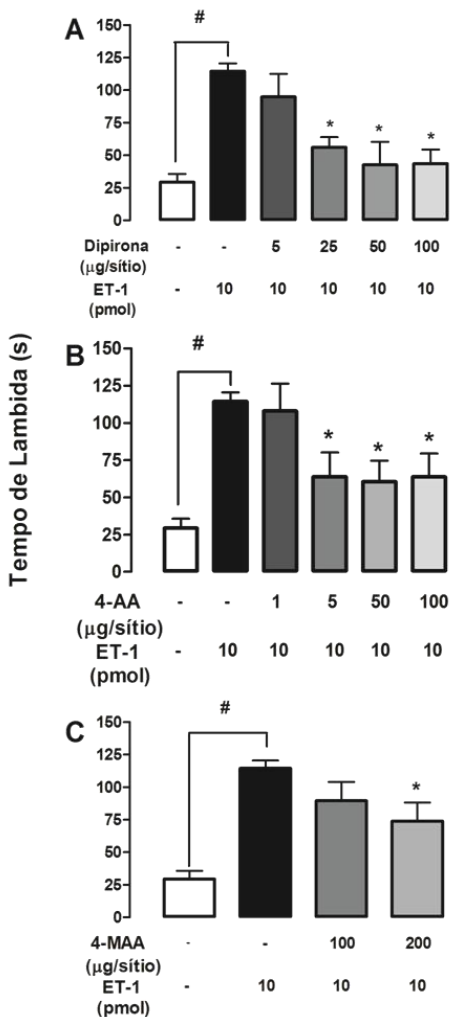 Tempo de Lambida (s)
A
#
150
125
100
75
50
25
0
* * *
Dipirona - - 5 25 50 100
(μg/sítio)
ET-1 - 10 10 10 10 10
(pmol)
B
#
150
125
100
75
50
25
0
* * *
4-AA - - 1 5 50 100
(μg/sítio)
ET-1 - 10 10 10 10 10
(pmol)
C
#
150
125
100
75
50
25
0
*
4-MAA - - 100 200
(μg/sítio)
ET-1 - 10 10 10
(pmol)